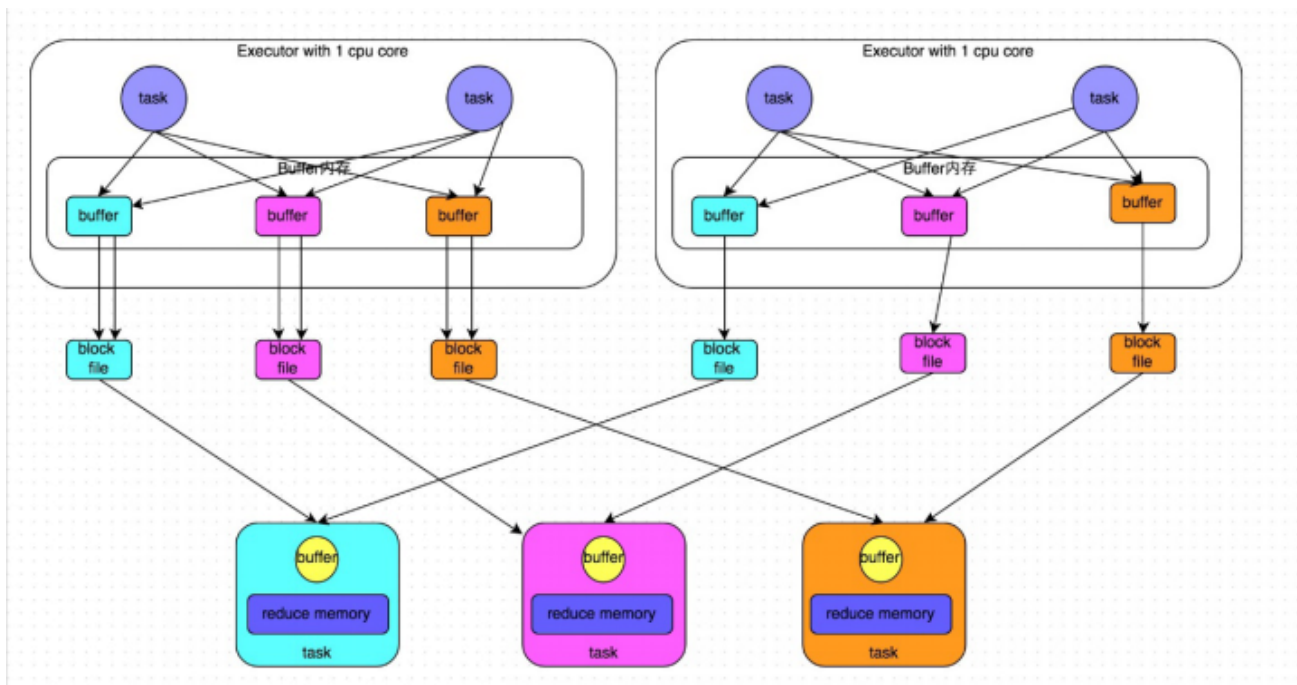 Executor with 1 cpu core
Executor with 1 cpu core
task
task
task
task
Buffer内存
Buffer内存
buffer
buffer
buffer
buffer
buffer
buffer
block
file
block
file
block
file
block
file
block
file
block
file
buffer
buffer
buffer
reduce memory
reduce memory
reduce memory
task
task
task